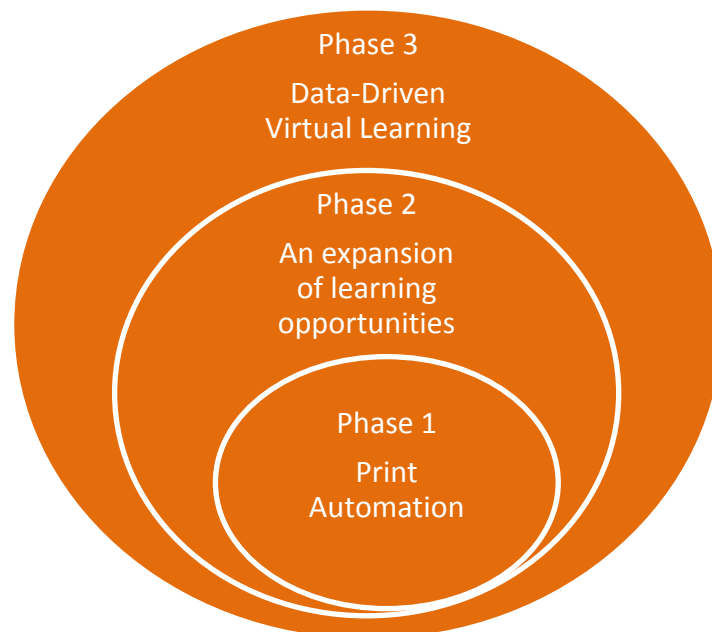 Phase 3
Data-Driven
Virtual Learning
Phase 2
An expansion
of learning
opportunities
Phase 1
Print
Automation